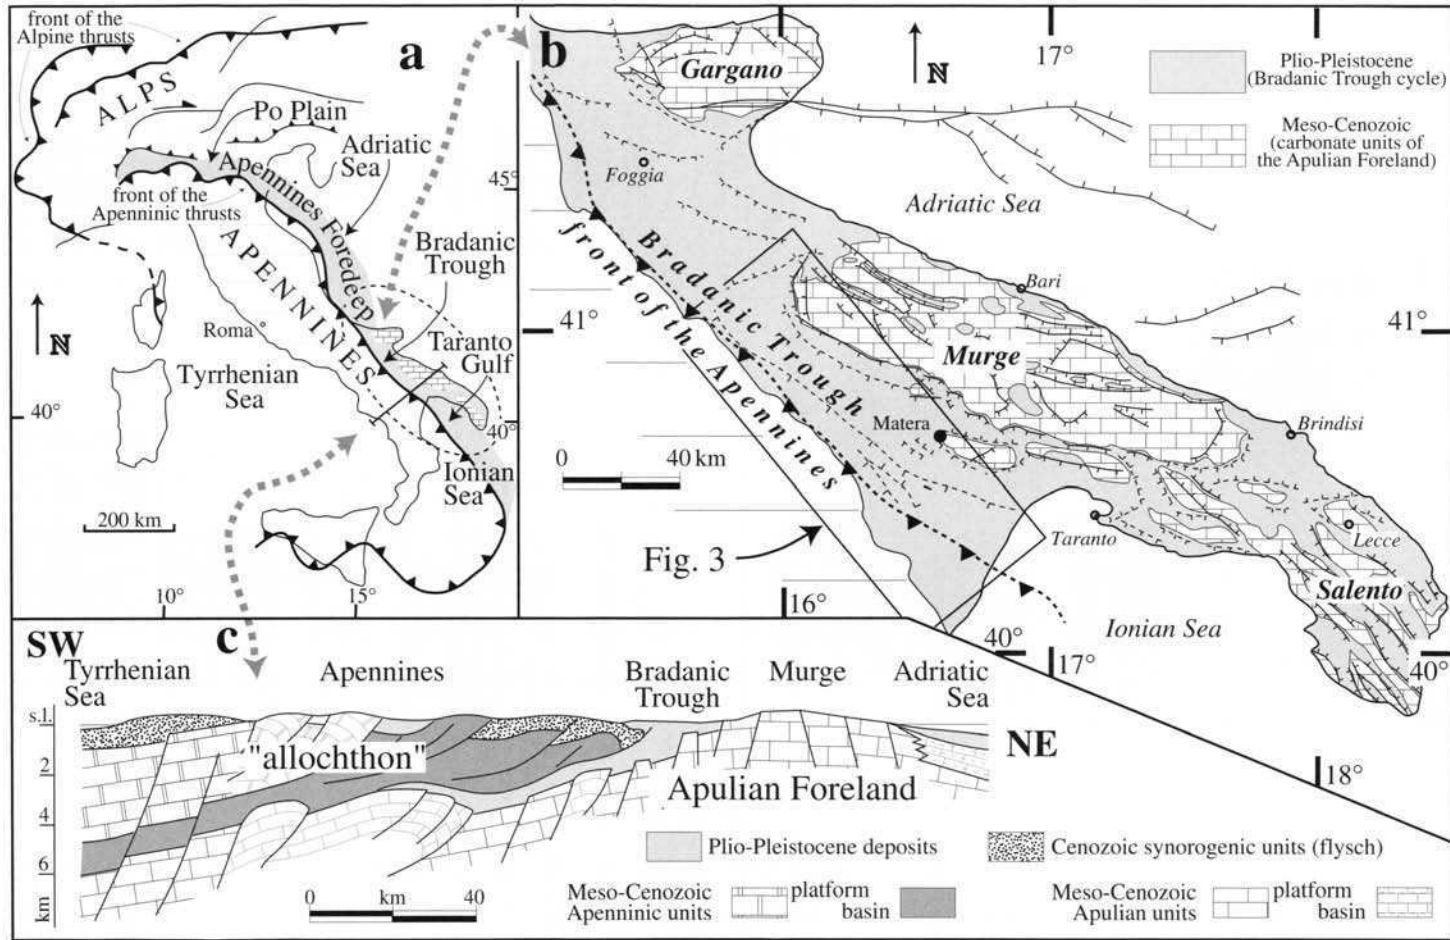 front of the
Alpine thrusts
a
ALPS
Po Plain
Adriatic
Sea
45°
Apennines Foredeep
front of the
Apenninic thrusts
APENNINES
Bradanic
Trough
N
Roma
Taranto
Gulf
Tyrrhenian
Sea
40°
40°
Ionian
Sea
200 km
10°
15°
b
16
17°
Gargano
N
Plio-Pleistocene
(Bradanic Trough cycle)
Meso-Cenozoic
(carbonate units of
the Apulian Foreland)
Foggia
Adriatic Sea
Bradanic Trough
front of the Apennines
Bari
41°
41°
Murge
Matera
Brindisi
0 40 km
Fig. 3
Taranto
Lecce
Salento
16°
Ionian Sea
40°
17°
40°
18°
SW
c
Tyrrhenian
Sea
Apennines
Bradanic
Trough
Murge
Adriatic
Sea
s.l.
2
4
6
km
NE
"allochthon"
Apulian Foreland
Plio-Pleistocene deposits
Cenozoic synorogenic units (flysch)
0 km 40
Meso-Cenozoic
Apenninic units
platform
basin
Meso-Cenozoic
Apulian units
platform
basin